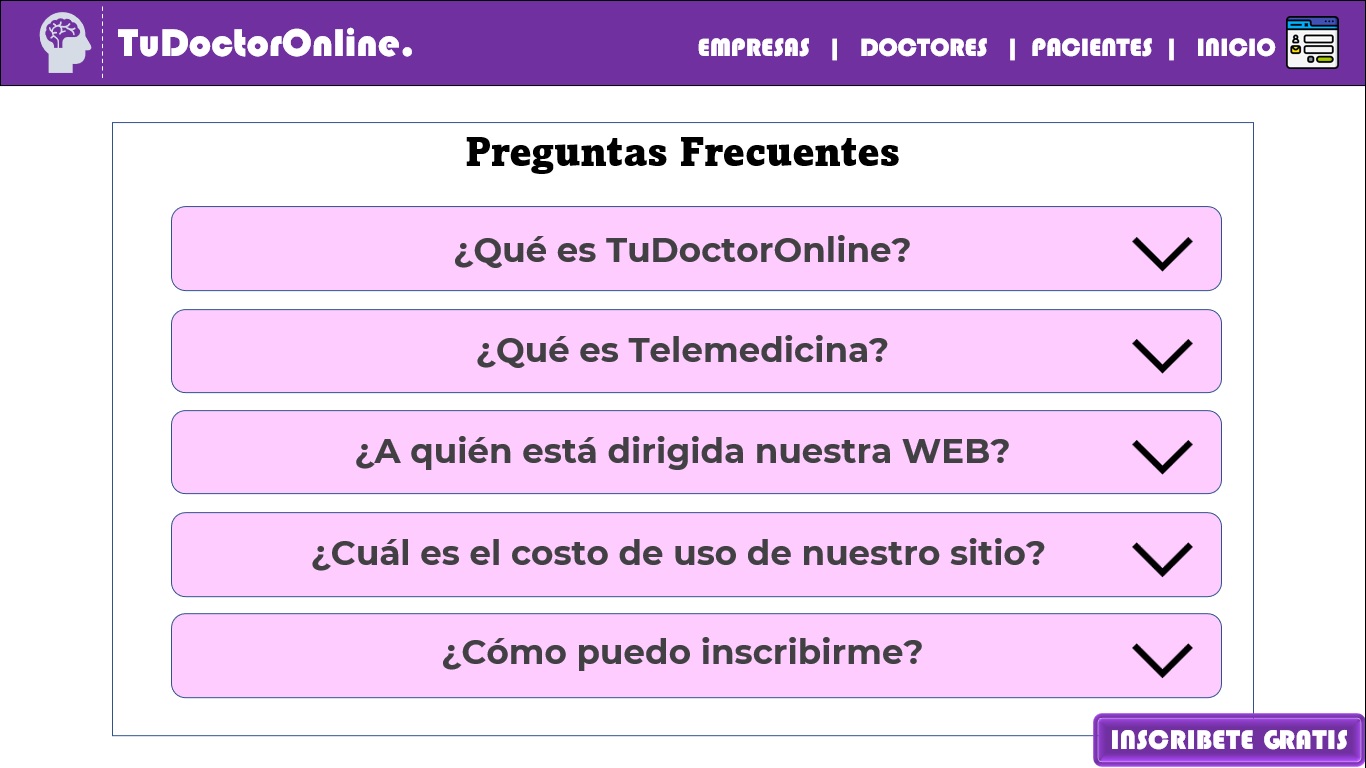 TuDoctorOnline.
EMPRESAS | DOCTORES | PACIENTES | INICIO
Preguntas Frecuentes
¿Qué es TuDoctorOnline?
¿Qué es Telemedicina?
¿A quién está dirigida nuestra WEB?
¿Cuál es el costo de uso de nuestro sitio?
¿Cómo puedo inscribirme?
INSCRIBETE GRATIS